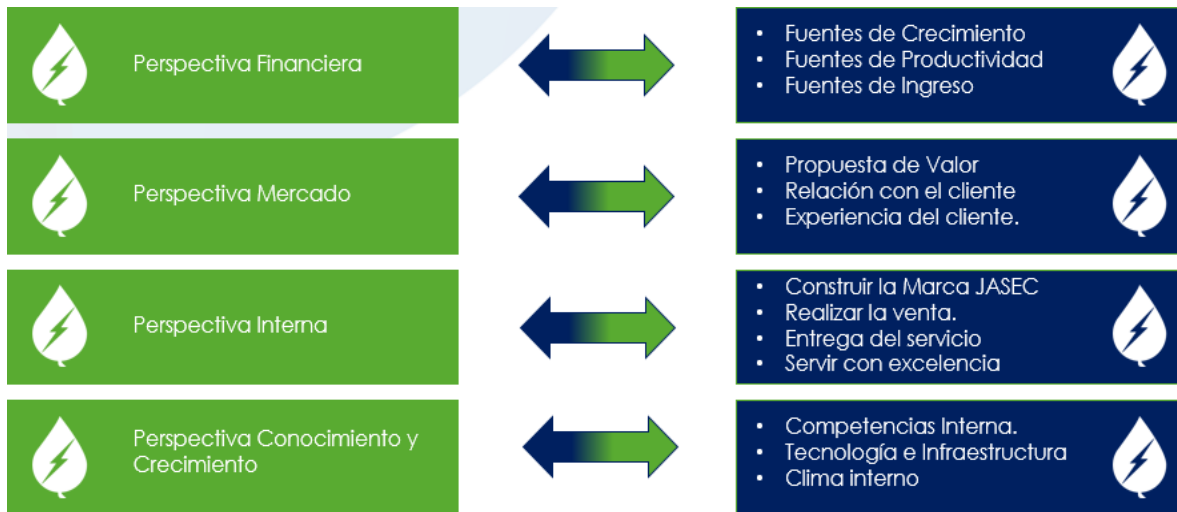 Perspectiva Financiera
• Fuentes de Crecimiento
• Fuentes de Productividad
• Fuentes de Ingreso
Perspectiva Mercado
• Propuesta de Valor
• Relación con el cliente
• Experiencia del cliente.
Perspectiva Interna
• Construir la Marca JASEC
• Realizar la venta.
• Entrega del servicio
• Servir con excelencia
Perspectiva Conocimiento y
Crecimiento
• Competencias Interna.
• Tecnología e Infraestructura
• Clima interno